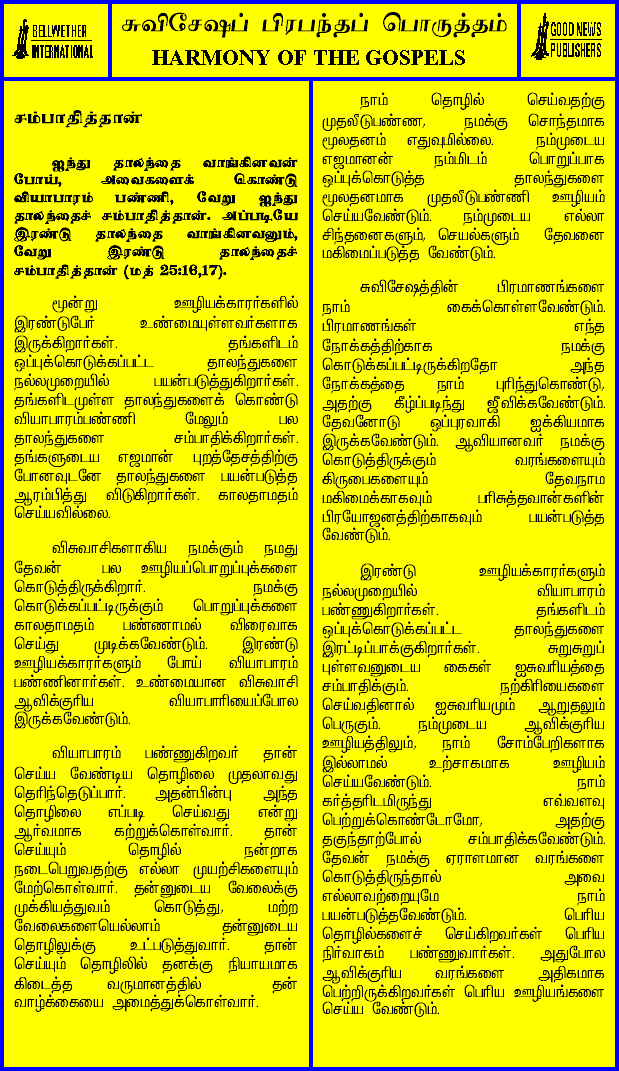 BELLWETHER
INTERNATIONAL
சுவிசேஷப் பிரபந்தப் பொருத்தம்
HARMONY OF THE GOSPELS
GOOD NEWS
PUBLISHERS
சம்பாதித்தான்
ஐந்து தாலந்தை வாங்கினவன்
போய், அவைகளைக் கொண்டு
வியாபாரம் பண்ணி, வேறு ஐந்து
தாலந்தைச் சம்பாதித்தான். அப்படியே
இரண்டு தாலந்தை வாங்கினவனும்,
வேறு இரண்டு தாலந்தைச்
சம்பாதித்தான் (மத் 25:16,17).
மூன்று ஊழியக்காரர்களில்
இரண்டுபேர் உண்மையுள்ளவர்களாக
இருக்கிறார்கள். தங்களிடம்
ஒப்புக்கொடுக்கப்பட்ட தாலந்துகளை
நல்லமுறையில் பயன்படுத்துகிறார்கள்.
தங்களிடமுள்ள தாலந்துகளைக் கொண்டு
வியாபாரம்பண்ணி மேலும் பல
தாலந்துகளை சம்பாதிக்கிறார்கள்.
தங்களுடைய எஜமான் புறத்தேசத்திற்கு
போனவுடனே தாலந்துகளை பயன்படுத்த
ஆரம்பித்து விடுகிறார்கள். காலதாமதம்
செய்யவில்லை.
விசுவாசிகளாகிய நமக்கும் நமது
தேவன் பல ஊழியப்பொறுப்புக்களை
கொடுத்திருக்கிறார். நமக்கு
கொடுக்கப்பட்டிருக்கும் பொறுப்புக்களை
காலதாமதம் பண்ணாமல் விரைவாக
செய்து முடிக்கவேண்டும். இரண்டு
ஊழியக்காரர்களும் போய் வியாபாரம்
பண்ணினார்கள். உண்மையான விசுவாசி
ஆவிக்குரிய வியாபாரியைப்போல
இருக்கவேண்டும்.
வியாபாரம் பண்ணுகிறவர் தான்
செய்ய வேண்டிய தொழிலை முதலாவது
தெரிந்தெடுப்பார். அதன்பின்பு அந்த
தொழிலை எப்படி செய்வது என்று
ஆர்வமாக கற்றுக்கொள்வார். தான்
செய்யும் தொழில் நன்றாக
நடைபெறுவதற்கு எல்லா முயற்சிகளையும்
மேற்கொள்வார். தன்னுடைய வேலைக்கு
முக்கியத்துவம் கொடுத்து, மற்ற
வேலைகளையெல்லாம் தன்னுடைய
தொழிலுக்கு உட்படுத்துவார். தான்
செய்யும் தொழிலில் தனக்கு நியாயமாக
கிடைத்த வருமானத்தில் தன்
வாழ்க்கையை அமைத்துக்கொள்வார்.
நாம் தொழில் செய்வதற்கு
முதலீடுபண்ண, நமக்கு சொந்தமாக
மூலதனம் எதுவுமில்லை. நம்முடைய
எஜமானன் நம்மிடம் பொறுப்பாக
ஒப்புக்கொடுத்த தாலந்துகளை
மூலதனமாக முதலீடுபண்ணி ஊழியம்
செய்யவேண்டும். நம்முடைய எல்லா
சிந்தனைகளும், செயல்களும் தேவனை
மகிமைப்படுத்த வேண்டும்.
சுவிசேஷத்தின் பிரமாணங்களை
நாம் கைக்கொள்ளவேண்டும்.
பிரமாணங்கள் எந்த
நோக்கத்திற்காக நமக்கு
கொடுக்கப்பட்டிருக்கிறதோ அந்த
நோக்கத்தை நாம் புரிந்துகொண்டு,
அதற்கு கீழ்ப்படிந்து ஜீவிக்கவேண்டும்.
தேவனோடு ஒப்புரவாகி ஐக்கியமாக
இருக்கவேண்டும். ஆவியானவர் நமக்கு
கொடுத்திருக்கும் வரங்களையும்
கிருபைகளையும் தேவநாம
மகிமைக்காகவும் பரிசுத்தவான்களின்
பிரயோஜனத்திற்காகவும் பயன்படுத்த
வேண்டும்.
இரண்டு ஊழியக்காரர்களும்
நல்லமுறையில் வியாபாரம்
பண்ணுகிறார்கள். தங்களிடம்
ஒப்புக்கொடுக்கப்பட்ட தாலந்துகளை
இரட்டிப்பாக்குகிறார்கள். சுறுசுறுப்
புள்ளவனுடைய கைகள் ஐசுவரியத்தை
சம்பாதிக்கும். நற்கிரியைகளை
செய்வதினால் ஐசுவரியமும் ஆறுதலும்
பெருகும். நம்முடைய ஆவிக்குரிய
ஊழியத்திலும், நாம் சோம்பேறிகளாக
இல்லாமல் உற்சாகமாக ஊழியம்
செய்யவேண்டும். நாம்
கர்த்தரிடமிருந்து எவ்வளவு
பெற்றுக்கொண்டோமோ, அதற்கு
தகுந்தாற்போல் சம்பாதிக்கவேண்டும்.
தேவன் நமக்கு ஏராளமான வரங்களை
கொடுத்திருந்தால் அவை
எல்லாவற்றையுமே நாம்
பயன்படுத்தவேண்டும். பெரிய
தொழில்களைச் செய்கிறவர்கள் பெரிய
நிர்வாகம் பண்ணுவார்கள். அதுபோல
ஆவிக்குரிய வரங்களை அதிகமாக
பெற்றிருக்கிறவர்கள் பெரிய ஊழியங்களை
செய்ய வேண்டும்.